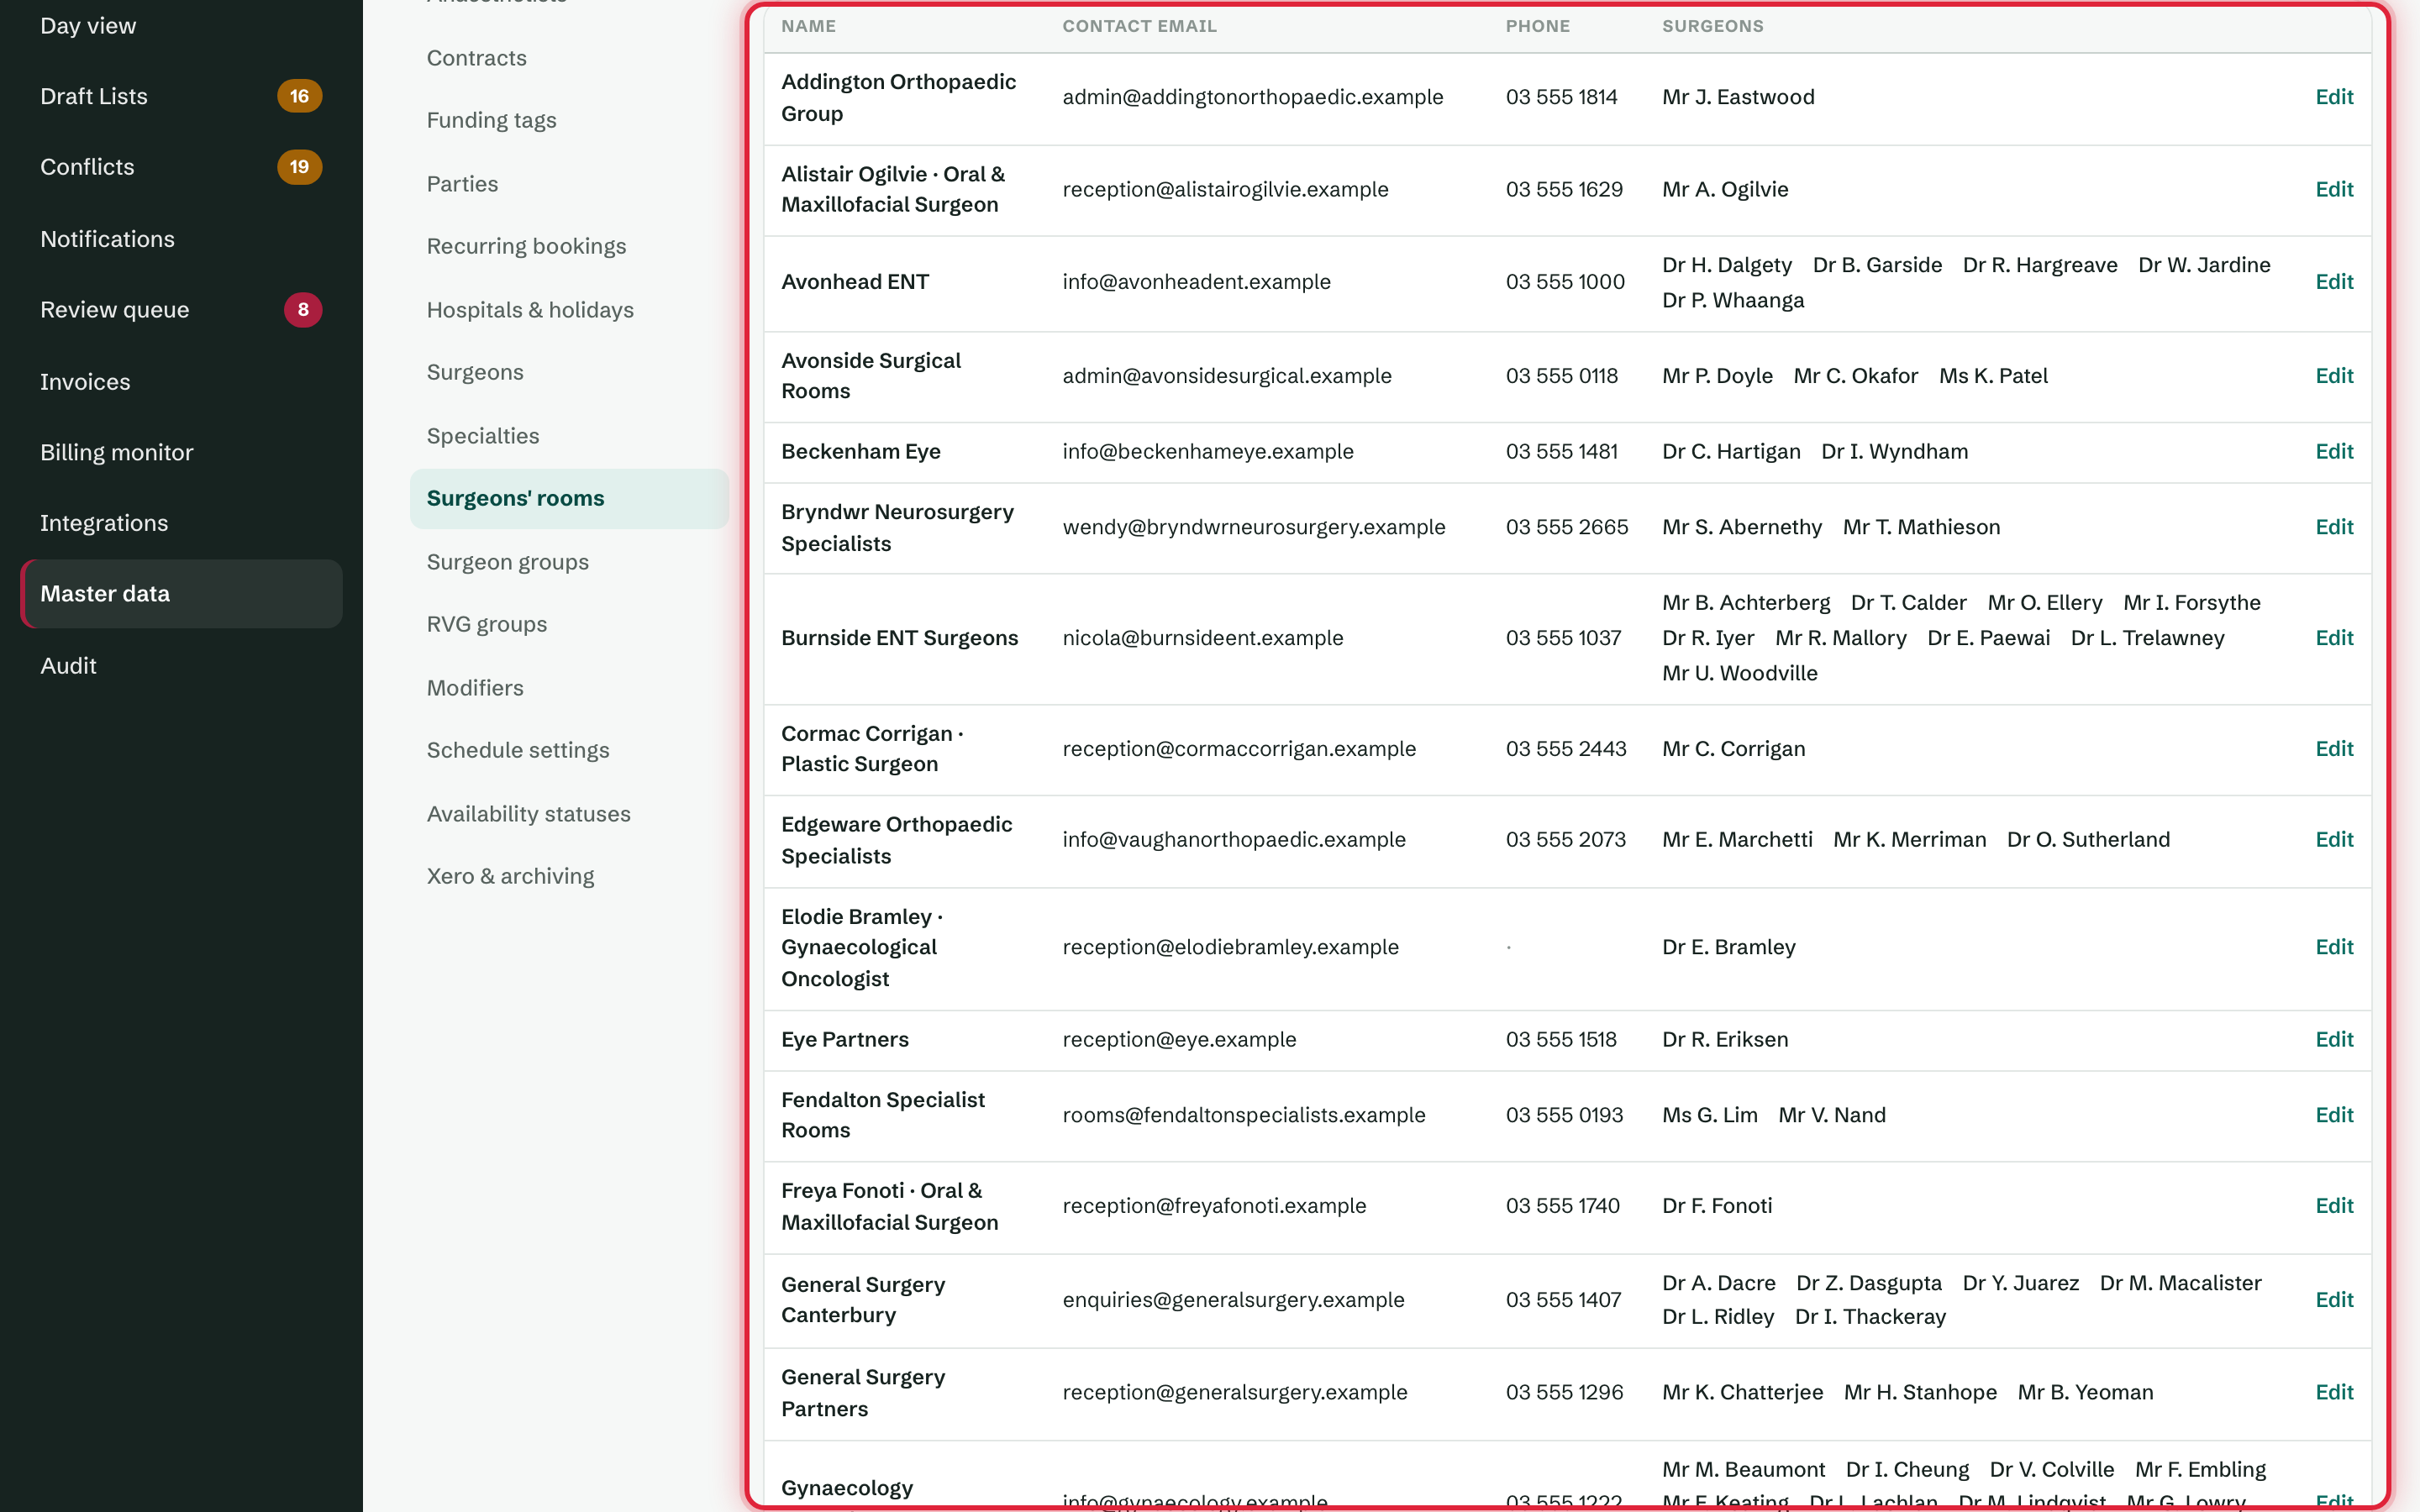 Day view
Draft Lists 16
Conflicts 19
Notifications
Review queue 8
Invoices
Billing monitor
Integrations
Master data
Audit
Contracts
Funding tags
Parties
Recurring bookings
Hospitals & holidays
Surgeons
Specialties
Surgeons' rooms
Surgeon groups
RVG groups
Modifiers
Schedule settings
Availability statuses
Xero & archiving
NAME CONTACT EMAIL PHONE SURGEONS
Addington Orthopaedic
Group
admin@addingtonorthopaedic.example 03 555 1814 Mr J. Eastwood Edit
Alistair Ogilvie · Oral &
Maxillofacial Surgeon
reception@alistairogilvie.example 03 555 1629 Mr A. Ogilvie Edit
Avonhead ENT info@avonheadent.example 03 555 1000
Dr H. Dalgety Dr B. Garside Dr R. Hargreave Dr W. Jardine
Dr P. Whaanga
Edit
Avonside Surgical
Rooms
admin@avonsidesurgical.example 03 555 0118 Mr P. Doyle Mr C. Okafor Ms K. Patel Edit
Beckenham Eye info@beckenhameye.example 03 555 1481 Dr C. Hartigan Dr I. Wyndham Edit
Bryndwr Neurosurgery
Specialists
wendy@bryndwrneurosurgery.example 03 555 2665 Mr S. Abernethy Mr T. Mathieson Edit
Burnside ENT Surgeons nicola@burnsideent.example 03 555 1037
Mr B. Achterberg Dr T. Calder Mr O. Ellery Mr I. Forsythe
Dr R. Iyer Mr R. Mallory Dr E. Paewai Dr L. Trelawney
Mr U. Woodville
Edit
Cormac Corrigan ·
Plastic Surgeon
reception@cormaccorrigan.example 03 555 2443 Mr C. Corrigan Edit
Edgeware Orthopaedic
Specialists
info@vaughanorthopaedic.example 03 555 2073 Mr E. Marchetti Mr K. Merriman Dr O. Sutherland Edit
Elodie Bramley ·
Gynaecological
Oncologist
reception@elodiebramley.example · Dr E. Bramley Edit
Eye Partners reception@eye.example 03 555 1518 Dr R. Eriksen Edit
Fendalton Specialist
Rooms
rooms@fendaltonspecialists.example 03 555 0193 Ms G. Lim Mr V. Nand Edit
Freya Fonoti · Oral &
Maxillofacial Surgeon
reception@freyafonoti.example 03 555 1740 Dr F. Fonoti Edit
General Surgery
Canterbury
enquiries@generalsurgery.example 03 555 1407
Dr A. Dacre Dr Z. Dasgupta Dr Y. Juarez Dr M. Macalister
Dr L. Ridley Dr I. Thackeray
Edit
General Surgery
Partners
reception@generalsurgery.example 03 555 1296 Mr K. Chatterjee Mr H. Stanhope Mr B. Yeoman Edit
Gynaecology
info@gynaecology.example 03 555 1222
Mr M. Beaumont Dr I. Cheung Dr V. Colville Mr F. Embling
Mr F. Keating Dr L. Lachlan Dr M. Lindqvist Mr G. Lowry
Edit